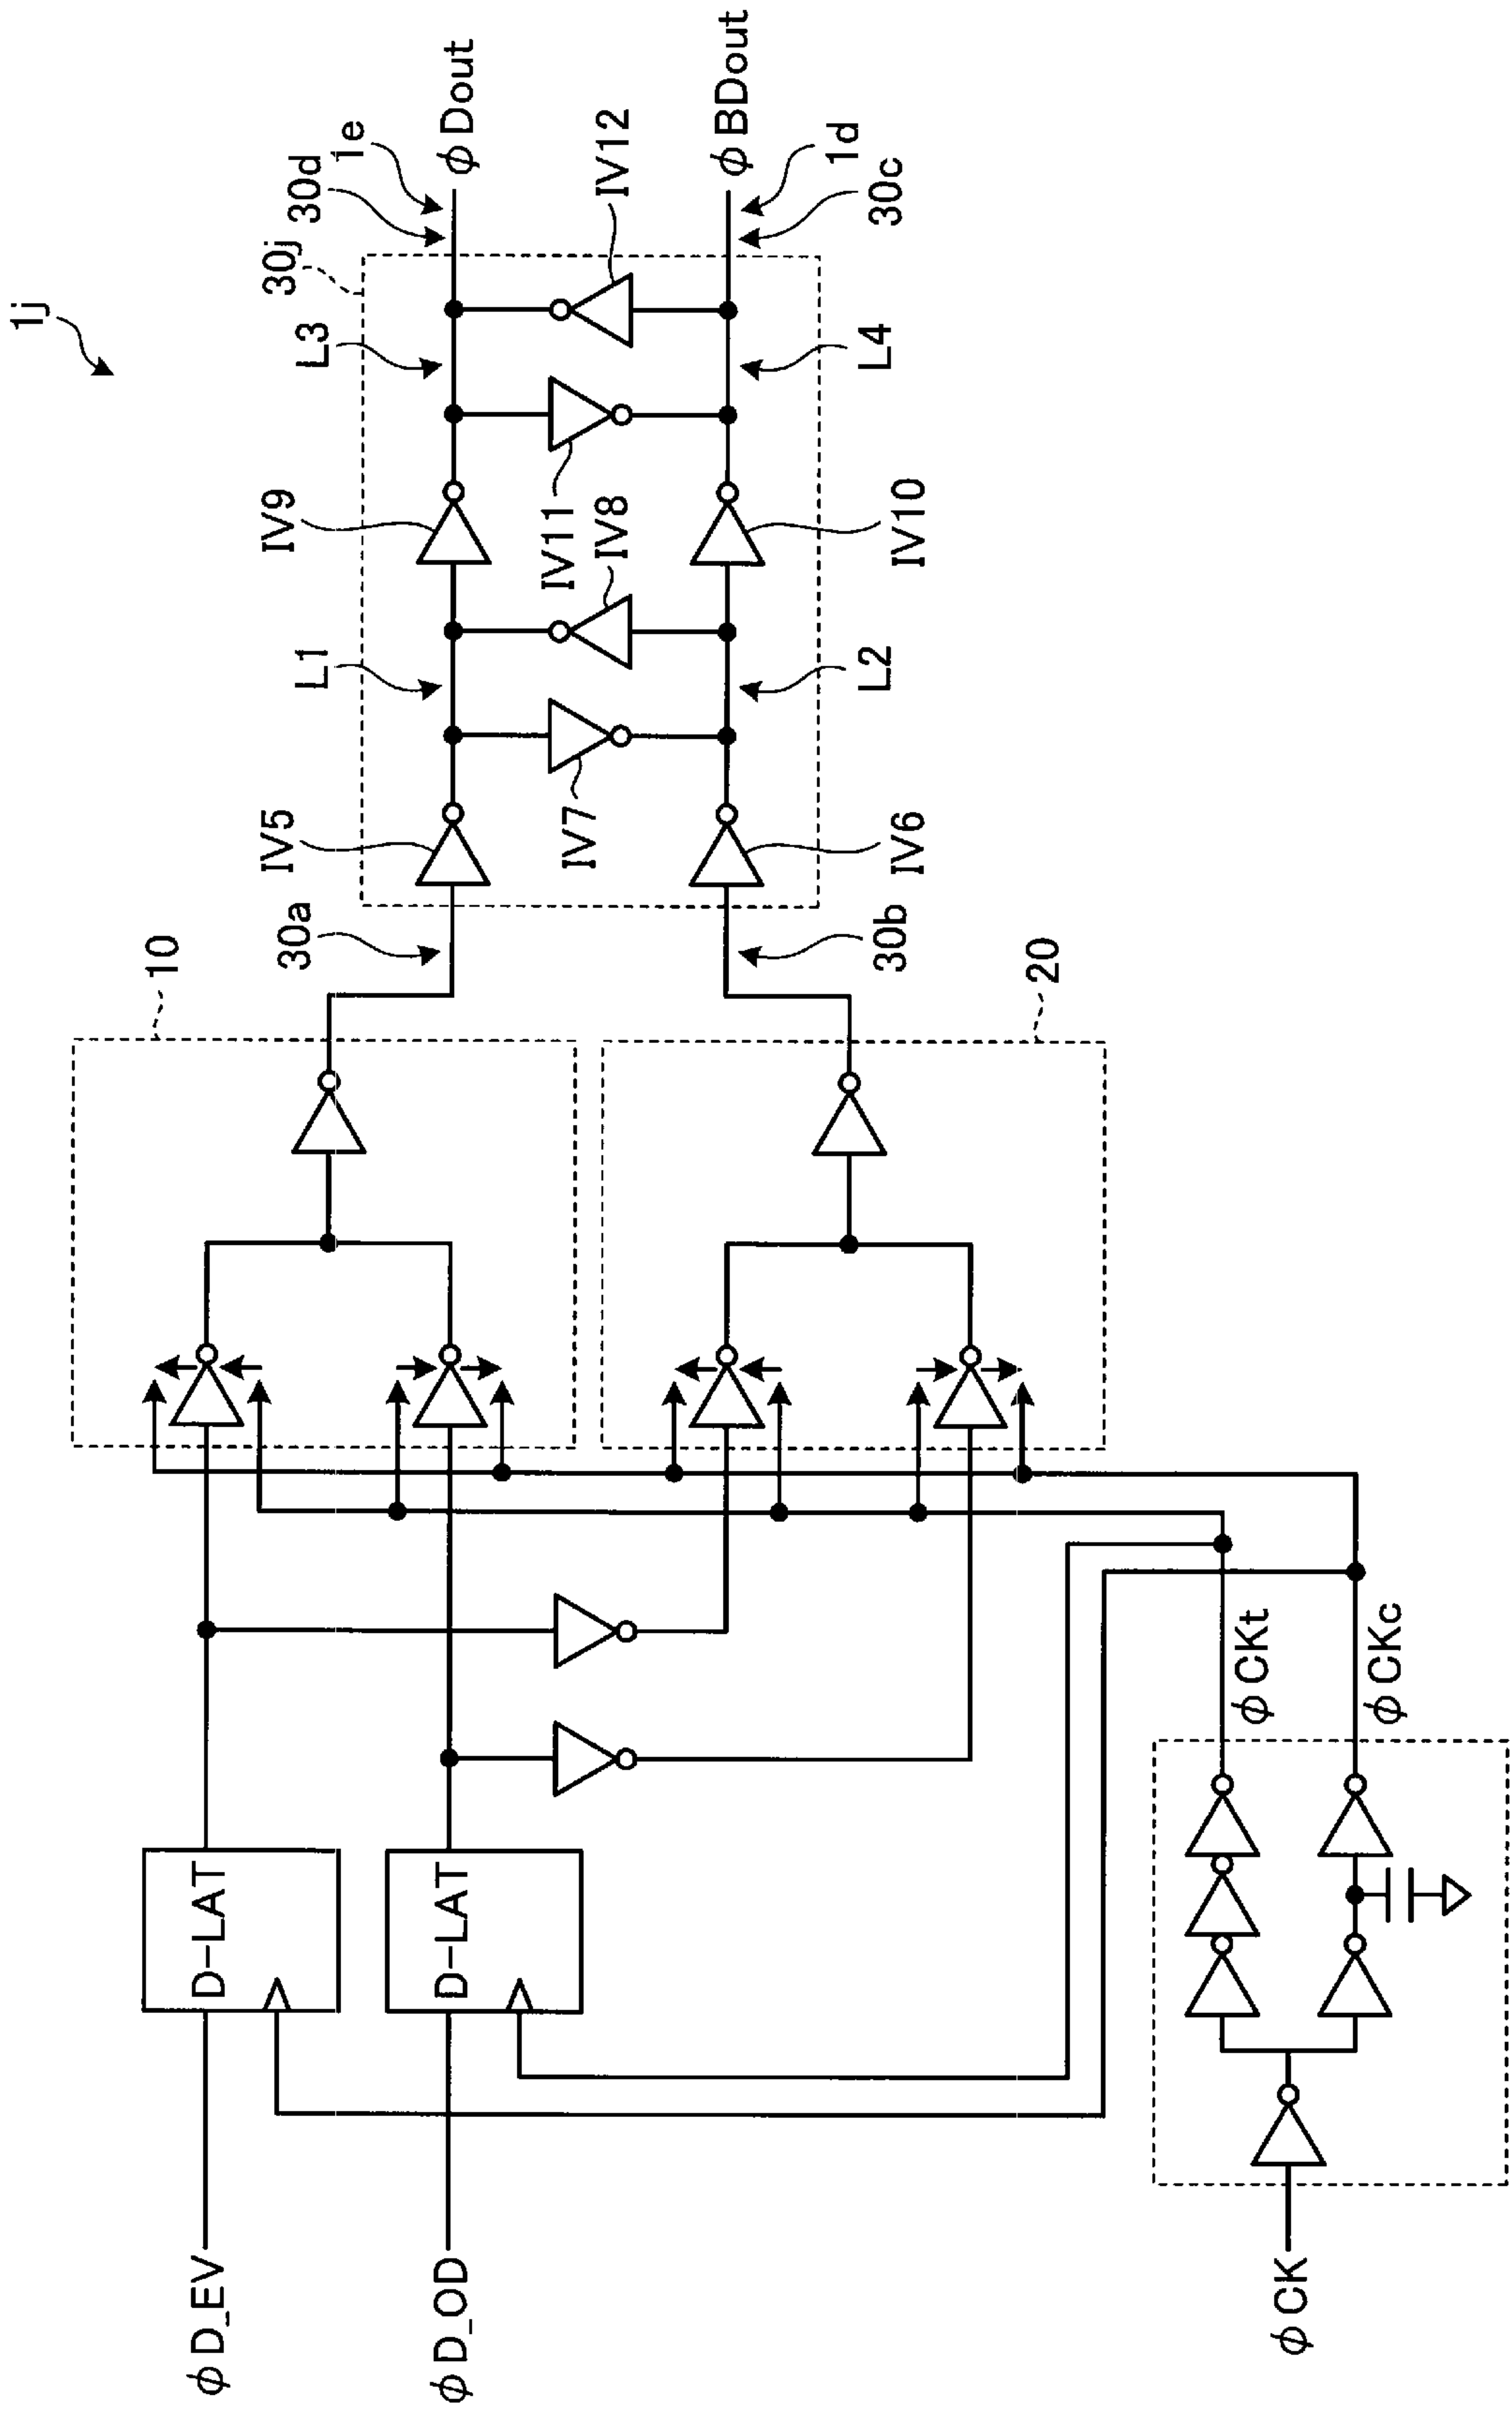 1j
φD_EV
φD_OD
D-LAT
D-LAT
φCK
φCKt
φCKc
10
20
30a
30b
30j
IV5
IV6
IV7
IV8
L1
L2
IV9
IV10
IV11
IV12
L3
L4
30d
1e
30c
1d
φDout
φBDout